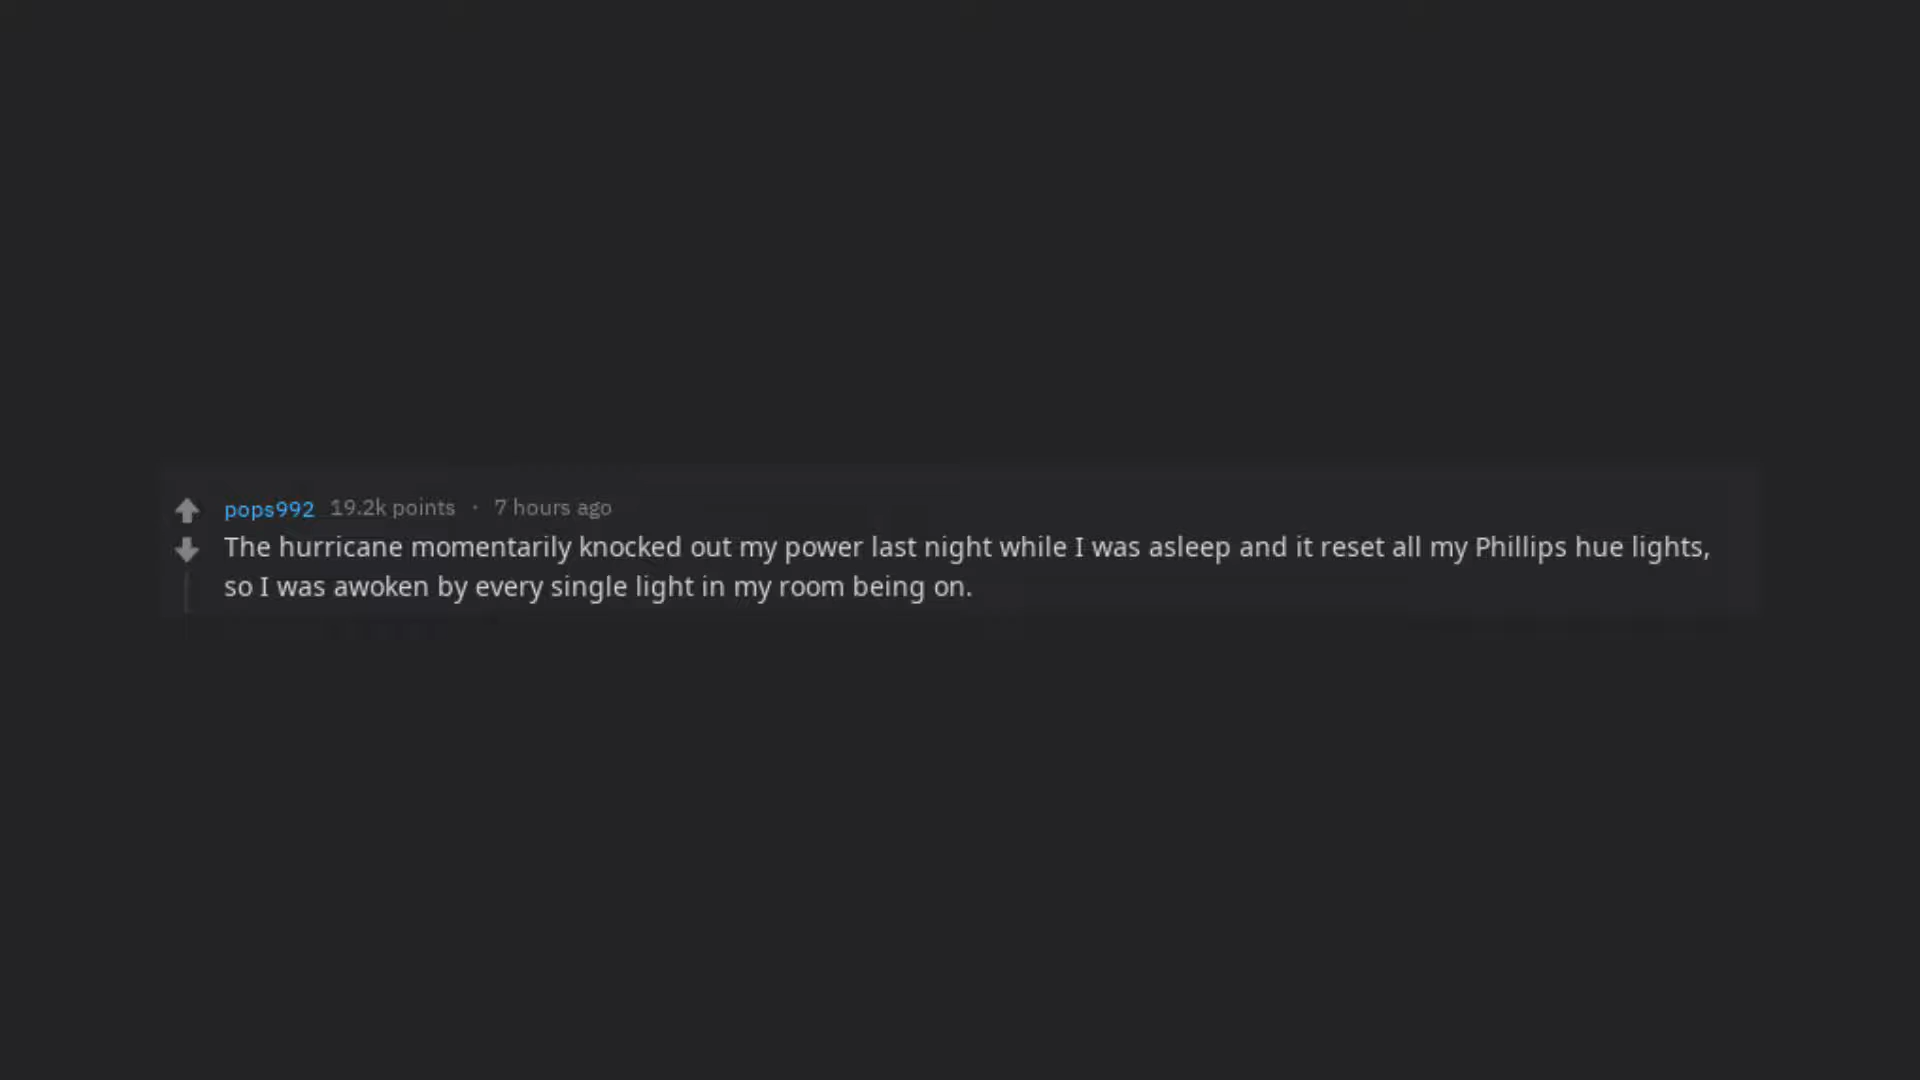 pops992 19.2k points · 7 hours ago
The hurricane momentarily knocked out my power last night while I was asleep and it reset all my Phillips hue lights,
so I was awoken by every single light in my room being on.